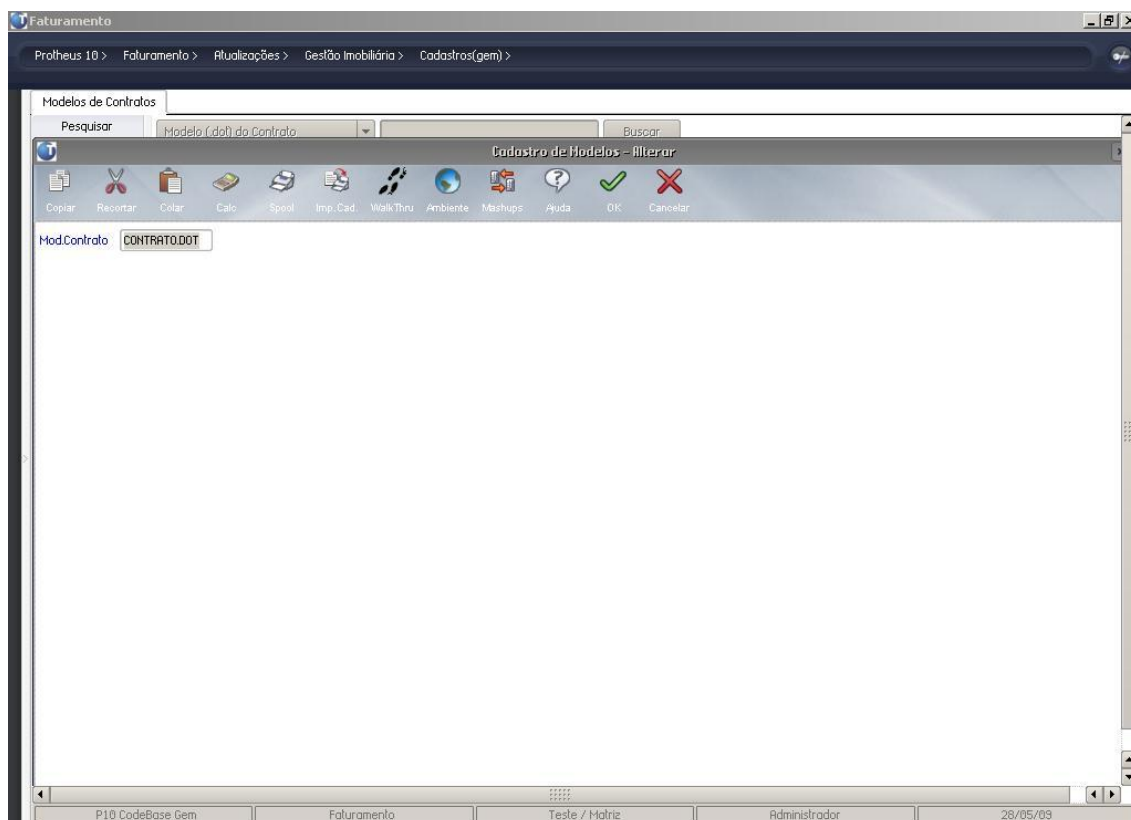 Faturamento
Protheus 10 > Faturamento > Atualizações > Gestão Imobiliária > Cadastros(gem) >
Modelos de Contratos
Pesquisar Modelo (.dot) do Contrato Buscar
Cadastro de Modelos - Alterar
Copiar Recortar Colar Calc Spool Imp.Cad. WalkThru Ambiente Mashups Ajuda OK Cancelar
Mod.Contrato CONTRATO.DOT
P10 CodeBase Gem Faturamento Teste / Matriz Administrador 28/05/09